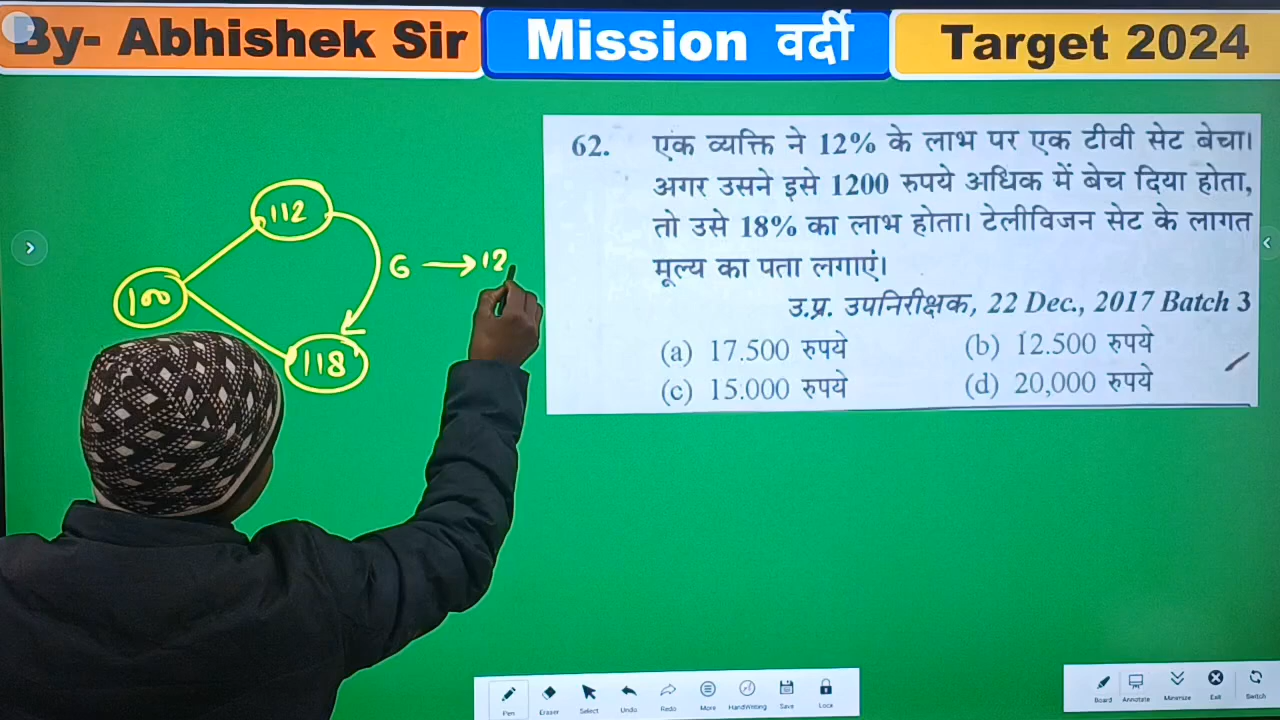 By- Abhishek Sir
Mission वर्दी
Target 2024
112
100
118
6 → 12
62. एक व्यक्ति ने 12% के लाभ पर एक टीवी सेट बेचा।
अगर उसने इसे 1200 रुपये अधिक में बेच दिया होता,
तो उसे 18% का लाभ होता। टेलीविजन सेट के लागत
मूल्य का पता लगाएं।
उ.प्र. उपनिरीक्षक, 22 Dec., 2017 Batch 3
(a) 17.500 रुपये (b) 12.500 रुपये
(c) 15.000 रुपये (d) 20,000 रुपये
Pen Eraser Select Undo Redo More HandWriting Save Lock
Board Annotate Minimize Exit Switch